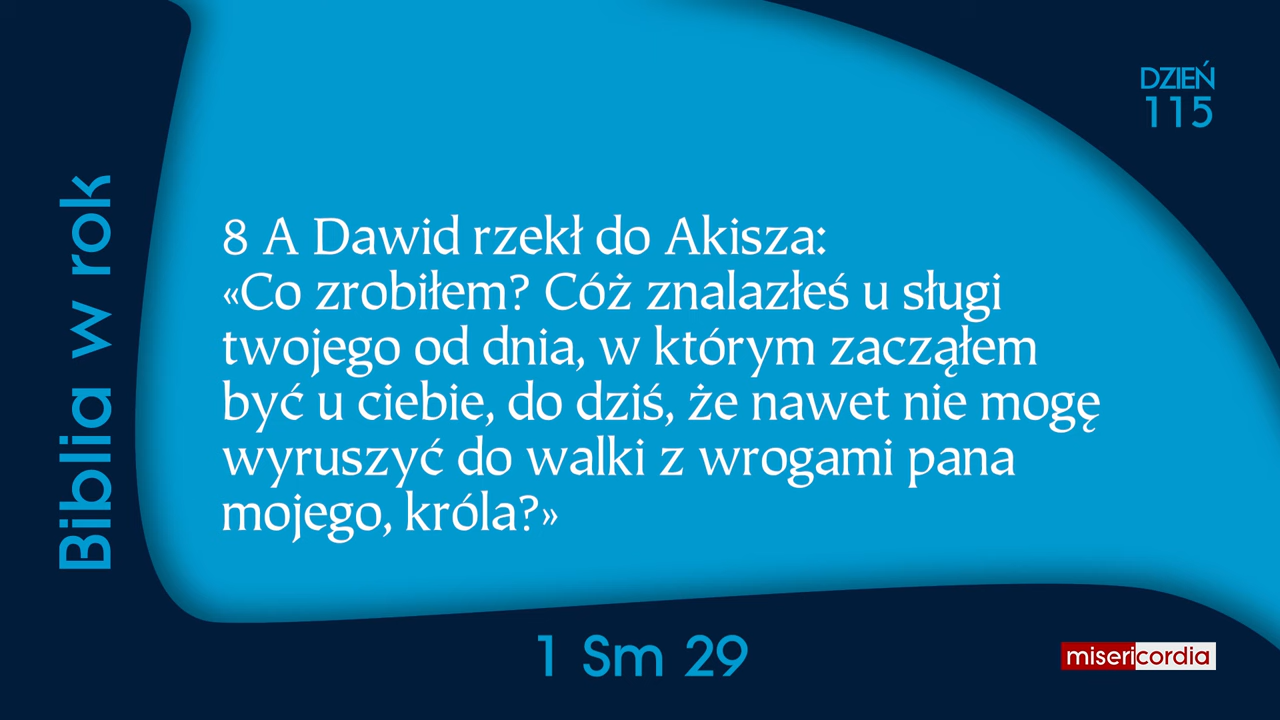 DZIEŃ
115
Biblia w rok
8 A Dawid rzekł do Akisza:
«Co zrobiłem? Cóż znalazłeś u sługi
twojego od dnia, w którym zacząłem
być u ciebie, do dziś, że nawet nie mogę
wyruszyć do walki z wrogami pana
mojego, króla?»
1 Sm 29
misericordia